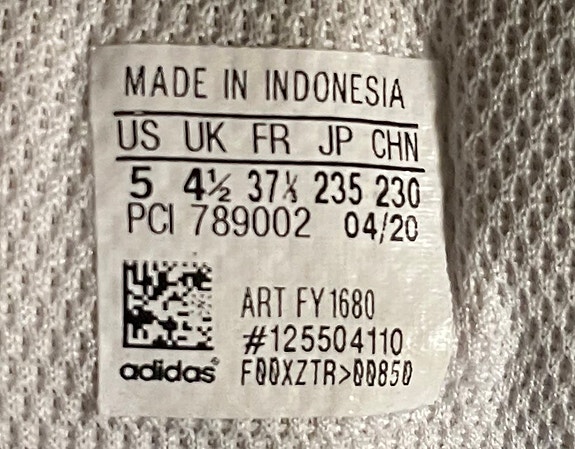 MADE IN INDONESIA
US UK FR JP CHN
5 4½ 37⅓ 235 230
PCI 789002 04/20
ART FY1680
#125504110
adidas® F00XZTR>00850